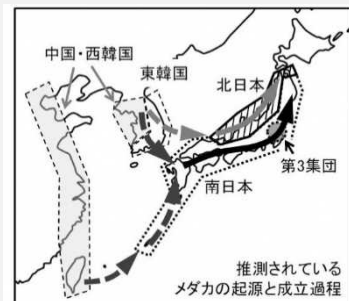 中国・西韓国
東韓国
北日本
第3集団
南日本
推測されている
メダカの起源と成立過程